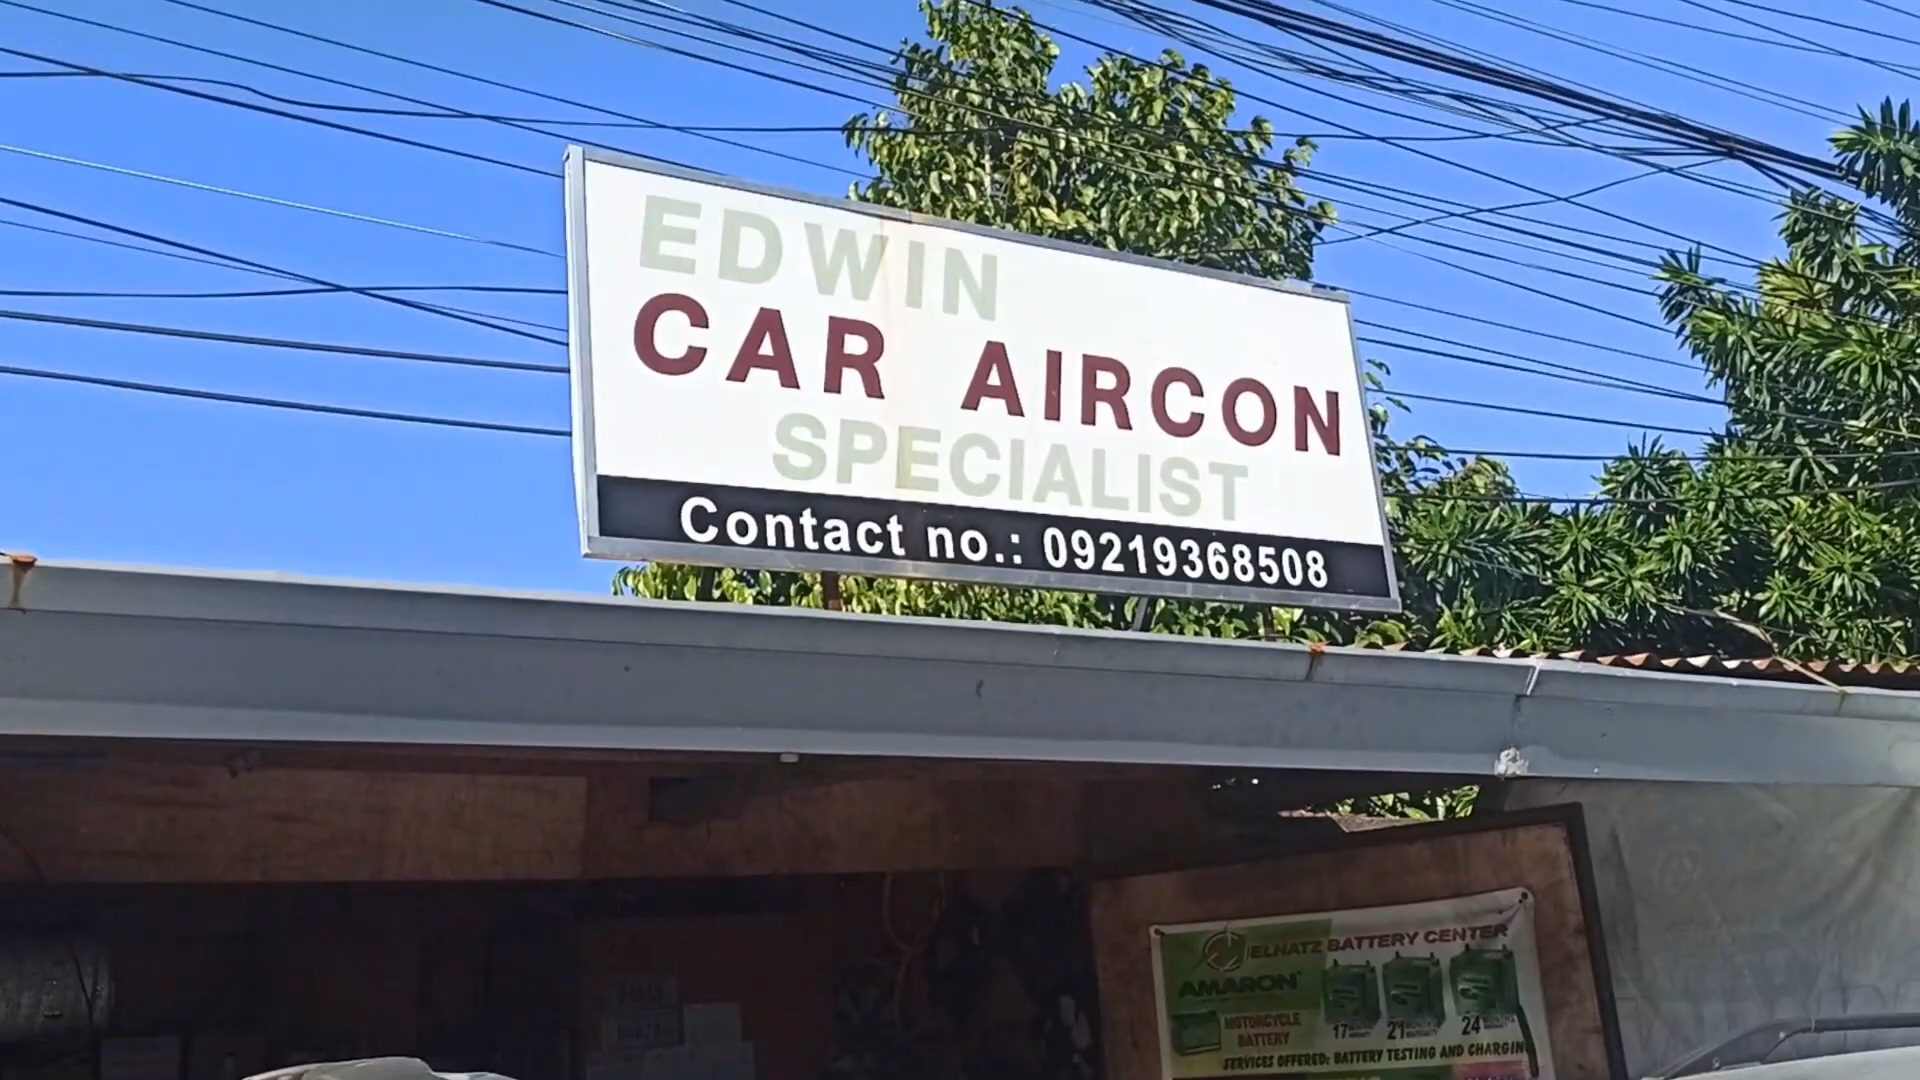 EDWIN
CAR AIRCON
SPECIALIST
Contact no.: 09219368508
ELNATZ BATTERY CENTER
AMARON
17 21 24
MOTORCYCLE
BATTERY
SERVICES OFFERED: BATTERY TESTING AND CHARGING